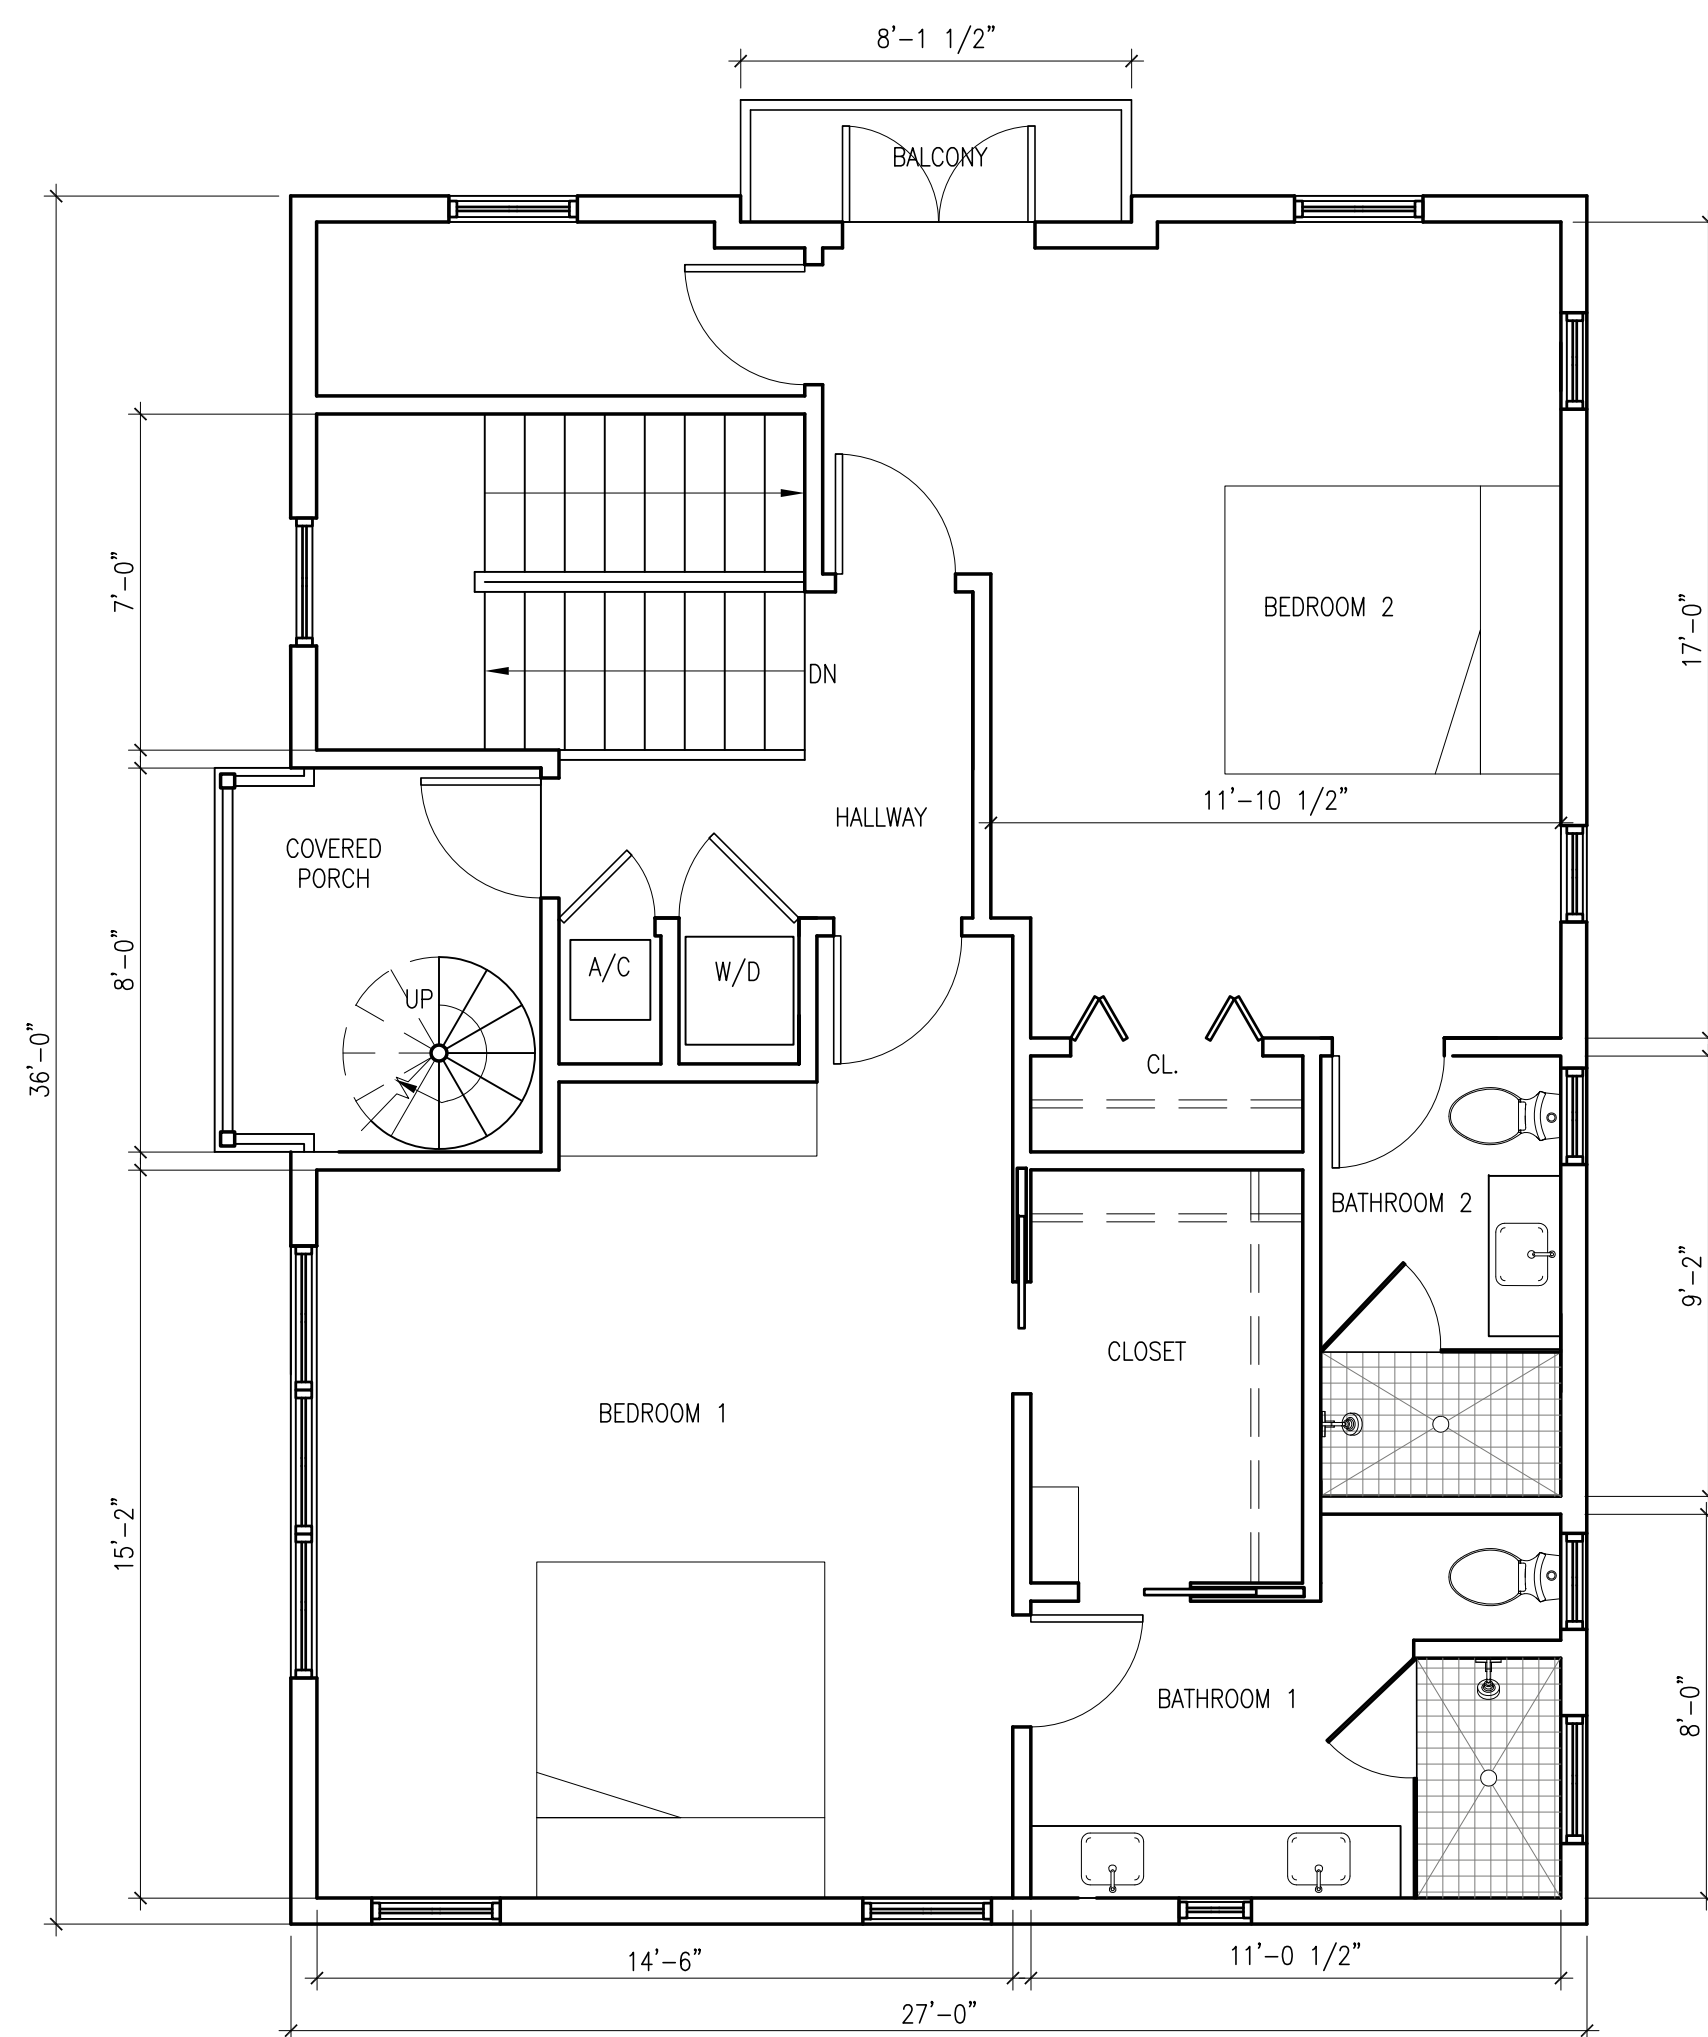 8'-1 1/2"
BALCONY
7'-0"
BEDROOM 2
17'-0"
DN
11'-10 1/2"
HALLWAY
COVERED
PORCH
8'-0"
A/C
W/D
UP
36'-0"
CL.
BATHROOM 2
9'-2"
CLOSET
BEDROOM 1
15'-2"
BATHROOM 1
8'-0"
14'-6"
11'-0 1/2"
27'-0"